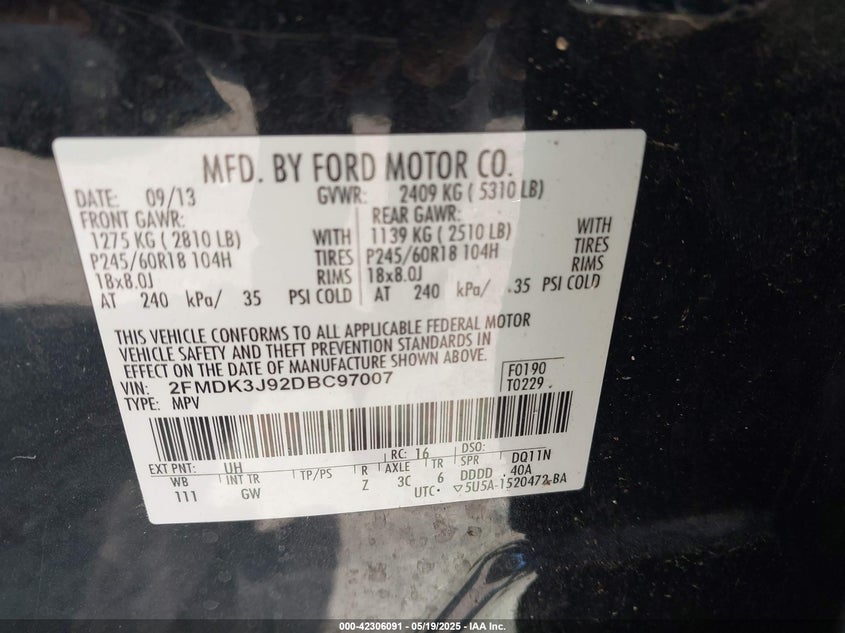 MFD. BY FORD MOTOR CO.
DATE: 09/13 GVWR: 2409 KG ( 5310 LB)
FRONT GAWR: REAR GAWR:
1275 KG ( 2810 LB) WITH 1139 KG ( 2510 LB) WITH
P245/60R18 104H TIRES P245/60R18 104H TIRES
18x8.0J RIMS 18x8.0J RIMS
AT 240 kPa/ 35 PSI COLD AT 240 kPa/ 35 PSI COLD
THIS VEHICLE CONFORMS TO ALL APPLICABLE FEDERAL MOTOR
VEHICLE SAFETY AND THEFT PREVENTION STANDARDS IN
EFFECT ON THE DATE OF MANUFACTURE SHOWN ABOVE.
VIN: 2FMDK3J92DBC97007 F0190
TYPE: MPV T0229
EXT PNT: UH RC: 16 DSO:
WB INT TR TP/PS R AXLE TR SPR DQ11N
111 GW Z 3C 6 DDDD 40A
UTC ▽5U5A-1520472-BA
000-42306091 - 05/19/2025 - IAA Inc.